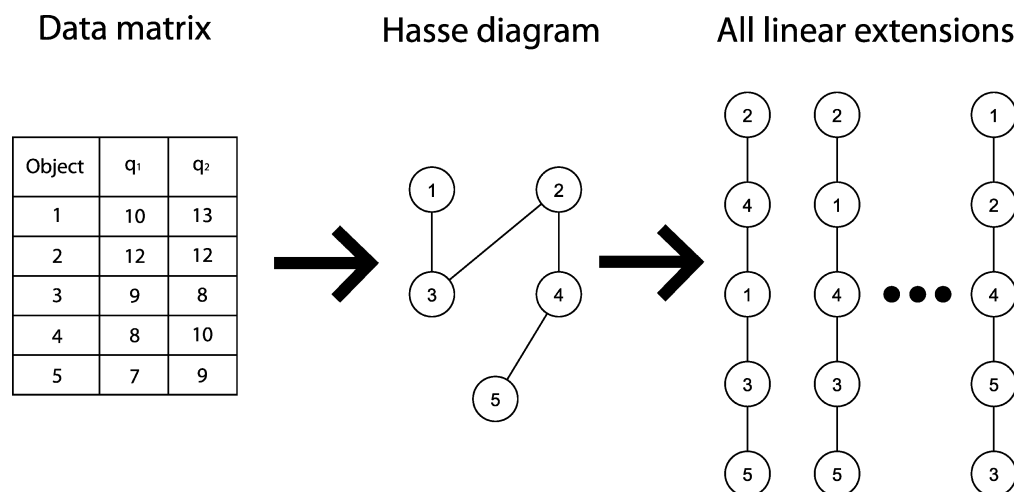 Data matrix
Hasse diagram
All linear extensions
Object q₁ q₂
1 10 13
2 12 12
3 9 8
4 8 10
5 7 9
1 2
3 4
5
2 2 1
4 1 2
1 4 4
3 3 5
5 5 3